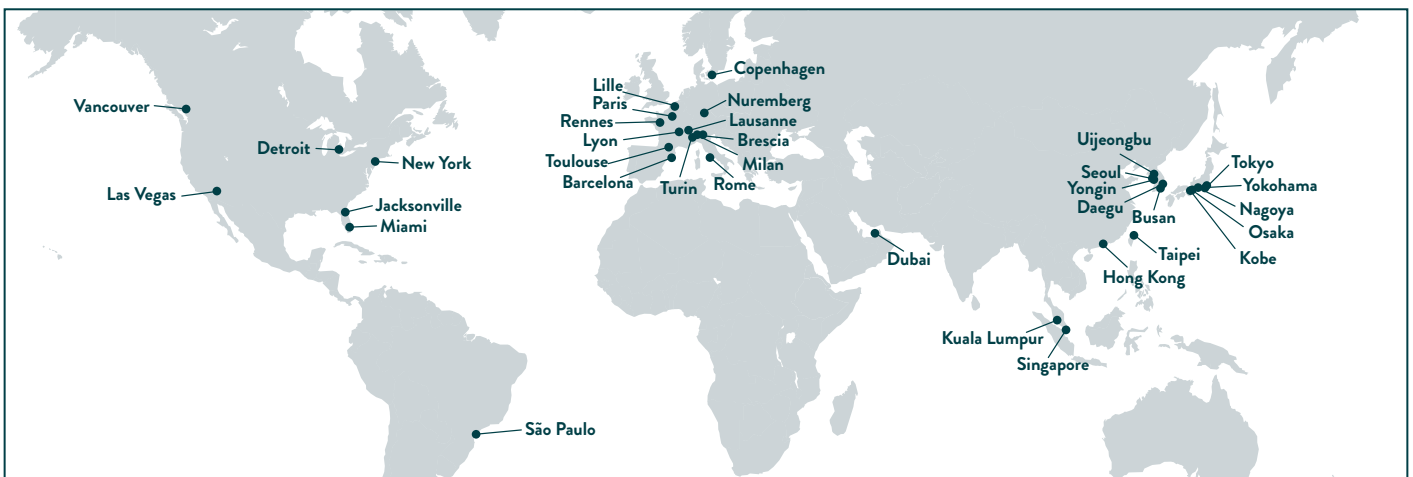 Vancouver
Detroit
New York
Las Vegas
Jacksonville
Miami
São Paulo
Copenhagen
Lille
Paris
Nuremberg
Rennes
Lausanne
Lyon
Brescia
Toulouse
Milan
Barcelona
Turin
Rome
Dubai
Uijeongbu
Seoul
Tokyo
Yongin
Yokohama
Daegu
Nagoya
Busan
Osaka
Taipei
Kobe
Hong Kong
Kuala Lumpur
Singapore